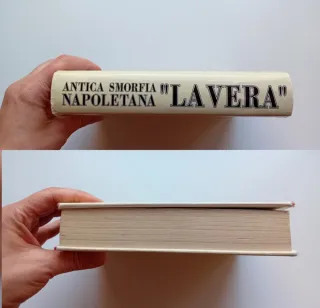 ANTICA SMORFIA
NAPOLETANA
"LA VERA"